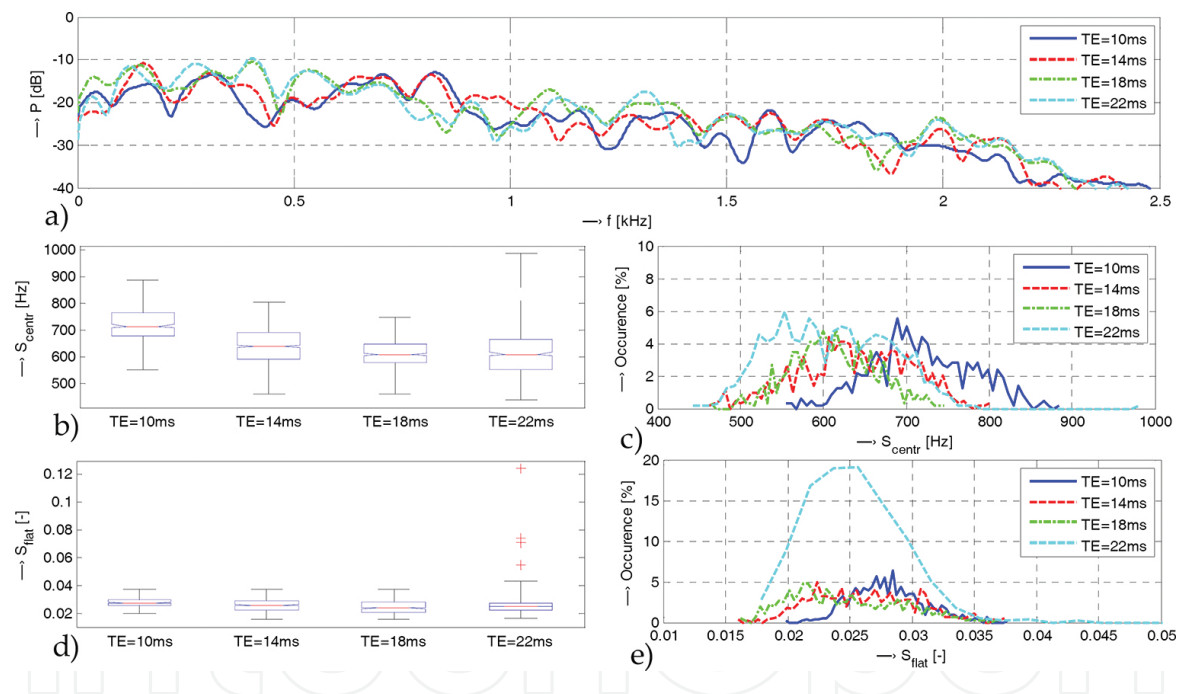 0
-10
-20
-30
-40
→ P [dB]
TE=10ms
TE=14ms
TE=18ms
TE=22ms
0 0.5 1 1.5 2 2.5
→ f [kHz]
a)
1000
900
800
700
600
500
→ S_centr [Hz]
TE=10ms TE=14ms TE=18ms TE=22ms
b)
10
8
6
4
2
0
→ Occurence [%]
TE=10ms
TE=14ms
TE=18ms
TE=22ms
400 500 600 700 800 900 1000
→ S_centr [Hz]
c)
0.12
0.1
0.08
0.06
0.04
0.02
→ S_flat [-]
TE=10ms TE=14ms TE=18ms TE=22ms
d)
20
15
10
5
0
→ Occurence [%]
TE=10ms
TE=14ms
TE=18ms
TE=22ms
0.01 0.015 0.02 0.025 0.03 0.035 0.04 0.045 0.05
→ S_flat [-]
e)